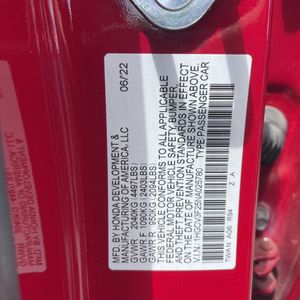 MFD BY HONDA DEVELOPMENT & 06/22
MANUFACTURING OF AMERICA, LLC
GVWR 2040KG (4497LBS)
GAWR F 1090KG (2403LBS)
GAWR R 950KG (2094LBS)
THIS VEHICLE CONFORMS TO ALL APPLICABLE
FEDERAL MOTOR VEHICLE SAFETY, BUMPER,
AND THEFT PREVENTION STANDARDS IN EFFECT
ON THE DATE OF MANUFACTURE SHOWN ABOVE.
V.I.N.: TYPE: PASSENGER CAR
TWAN AG6 R94 Z A